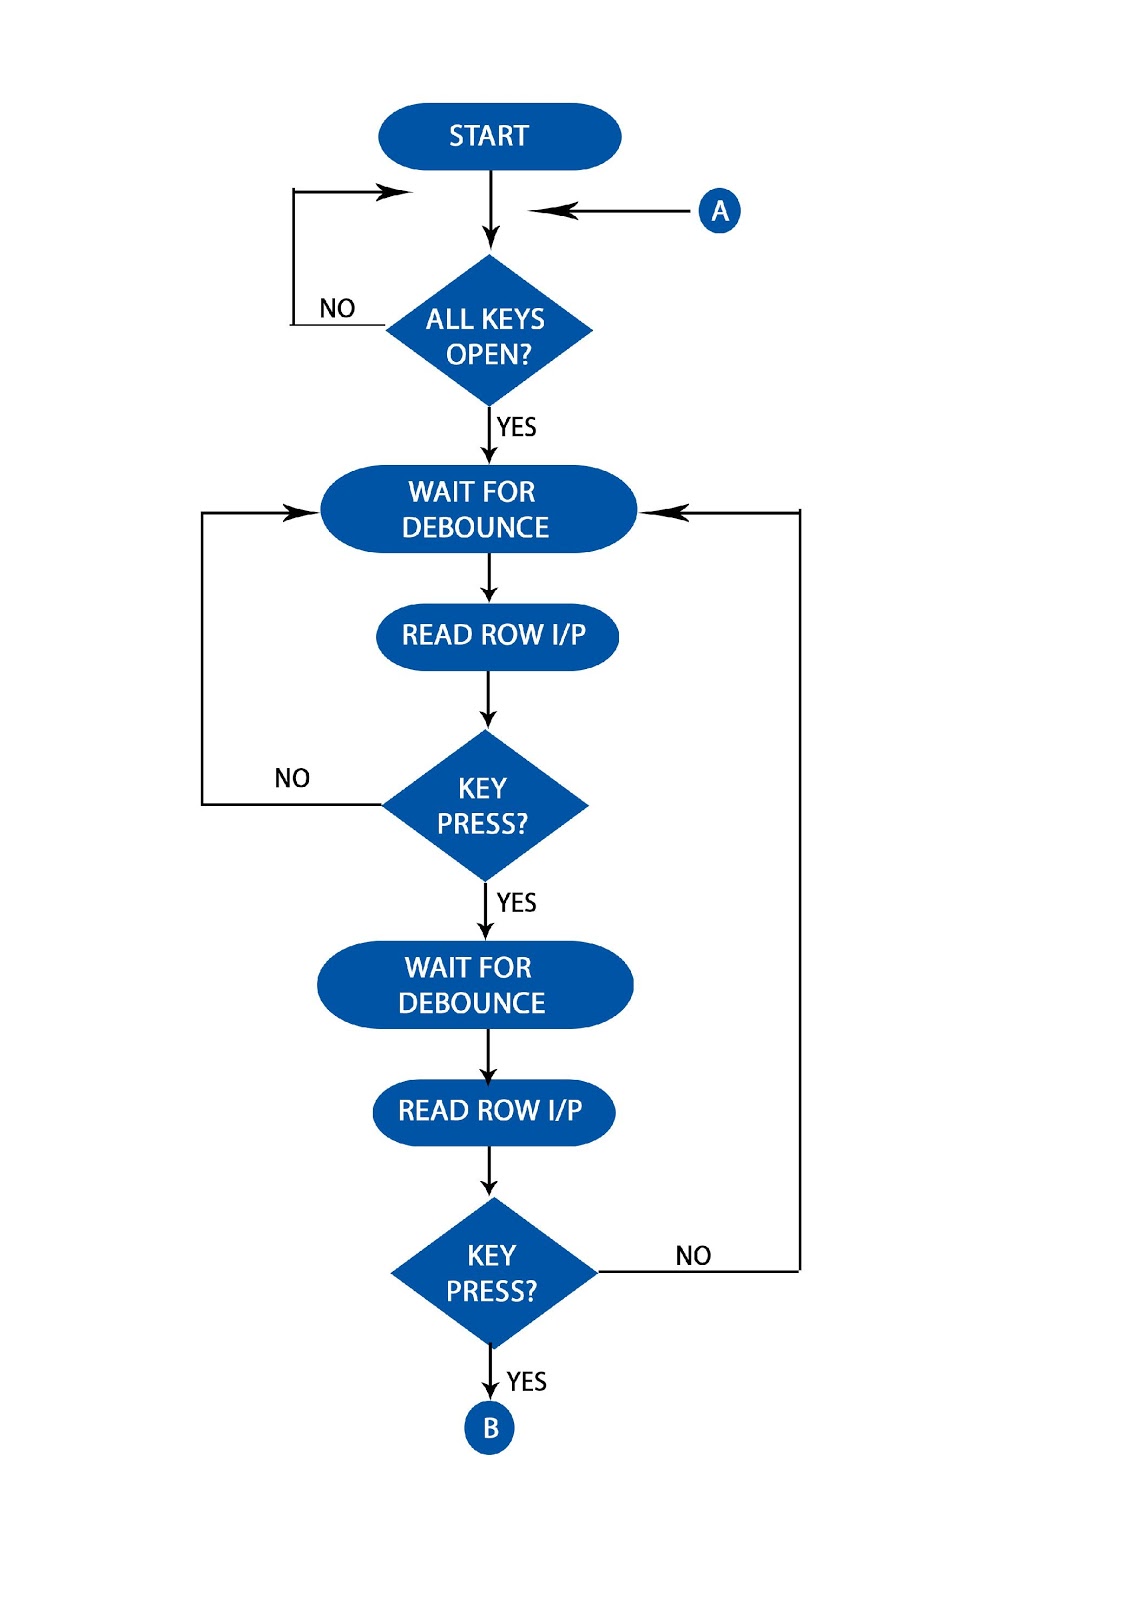 START
A
NO
ALL KEYS
OPEN?
YES
WAIT FOR
DEBOUNCE
READ ROW I/P
NO
KEY
PRESS?
YES
WAIT FOR
DEBOUNCE
READ ROW I/P
KEY
PRESS?
NO
YES
B